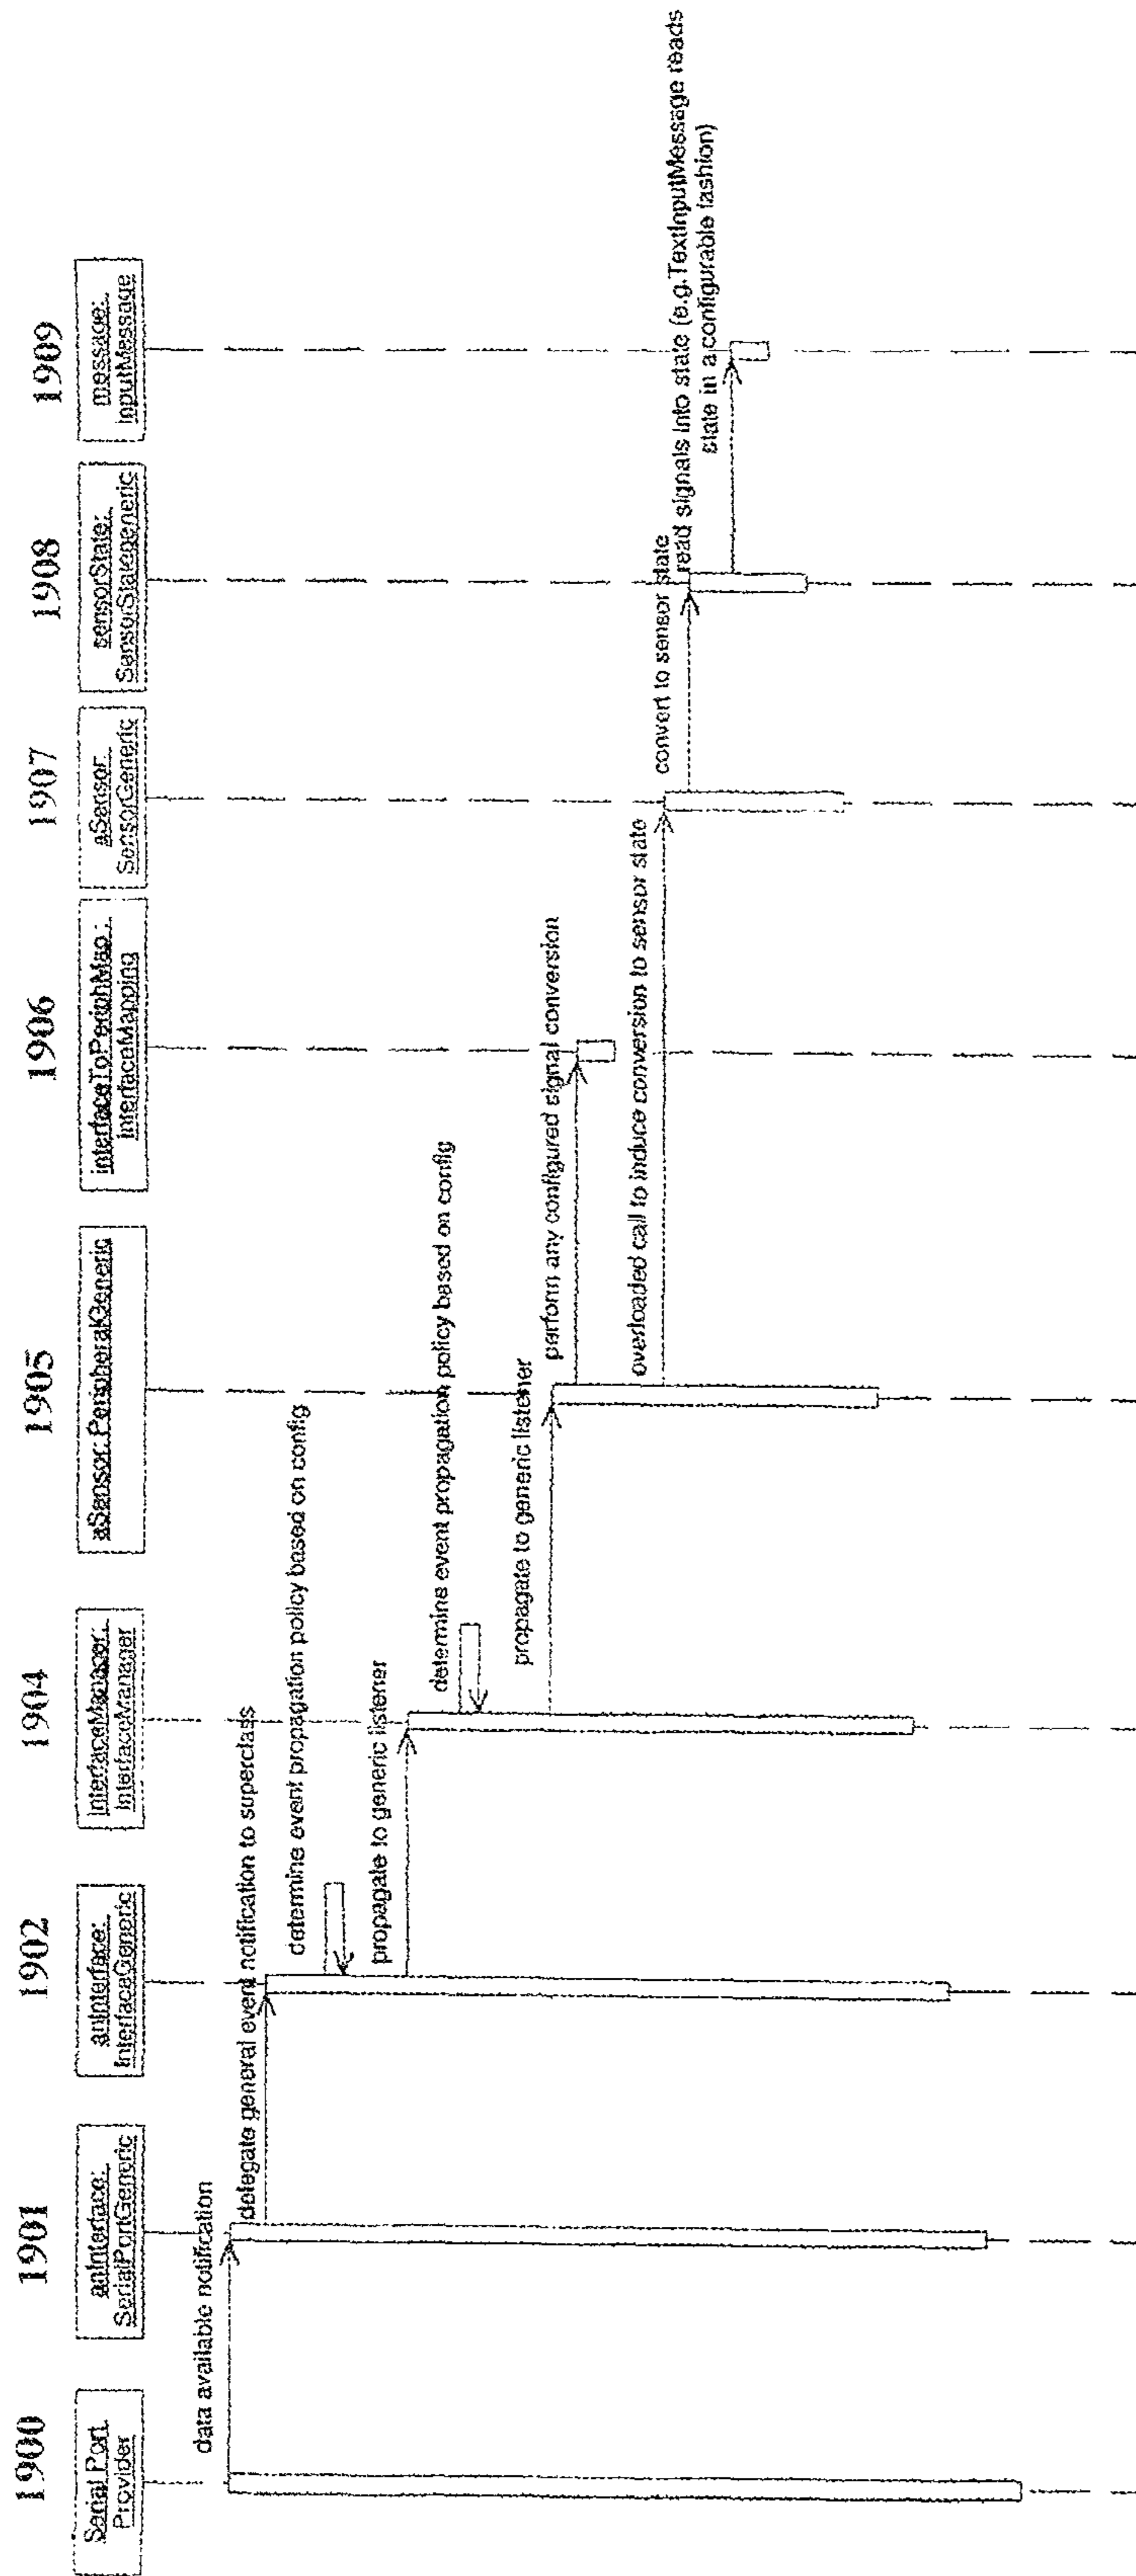 1900
Serial Port
Provider
1901
anInterface:
SerialPortGeneric
1902
anInterface:
InterfaceGeneric
1904
interfaceManager:
InterfaceManager
1905
aSensor:PeripheralGeneric
1906
interfaceToPeriphMap:
InterfaceMapping
1907
aSensor:
SensorGeneric
1908
sensorState:
SensorStategeneric
1909
message:
InputMessage
data available notification
delegate general event notification to superclass
determine event propagation policy based on config
propagate to generic listener
determine event propagation policy based on config
propagate to generic listener
perform any configured signal conversion
overloaded call to induce conversion to sensor state
convert to sensor state
read signals into state (e.g.TextInputMessage reads
state in a configurable fashion)